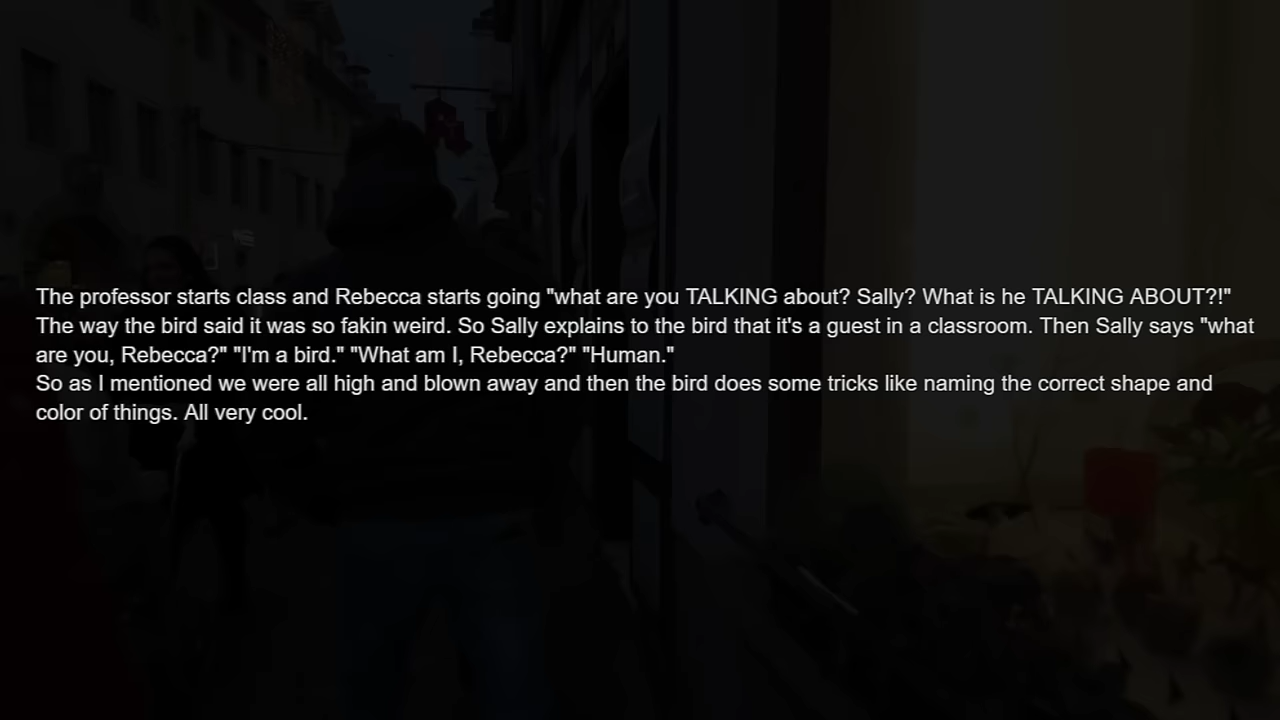 The professor starts class and Rebecca starts going "what are you TALKING about? Sally? What is he TALKING ABOUT?!"
The way the bird said it was so fakin weird. So Sally explains to the bird that it's a guest in a classroom. Then Sally says "what
are you, Rebecca?" "I'm a bird." "What am I, Rebecca?" "Human."
So as I mentioned we were all high and blown away and then the bird does some tricks like naming the correct shape and
color of things. All very cool.